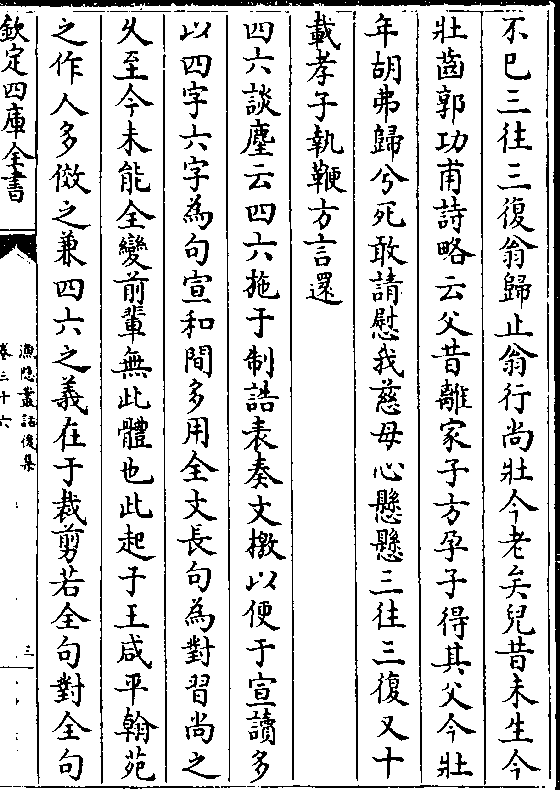 不巳三往三復翁歸止翁行尚壯今老矣兒昔未生今
壯齒郭功甫詩略云父昔離家子方孕子得其父今壯
年胡弗歸兮死敢請慰我慈母心懸懸三往三復又十
載孝子執鞭方言還
四六談麈云四六拖于制誥表奏文檄以便于宣讀多
以四字六字為句宣和間多用全文長句為對習尚之
久至今未能全變前輩無此體也此起于王咸平翰苑
之作人多倣之兼四六之義在于裁剪若全句對全句
欽定四庫全書
漁隱叢話後集
卷三十六
三